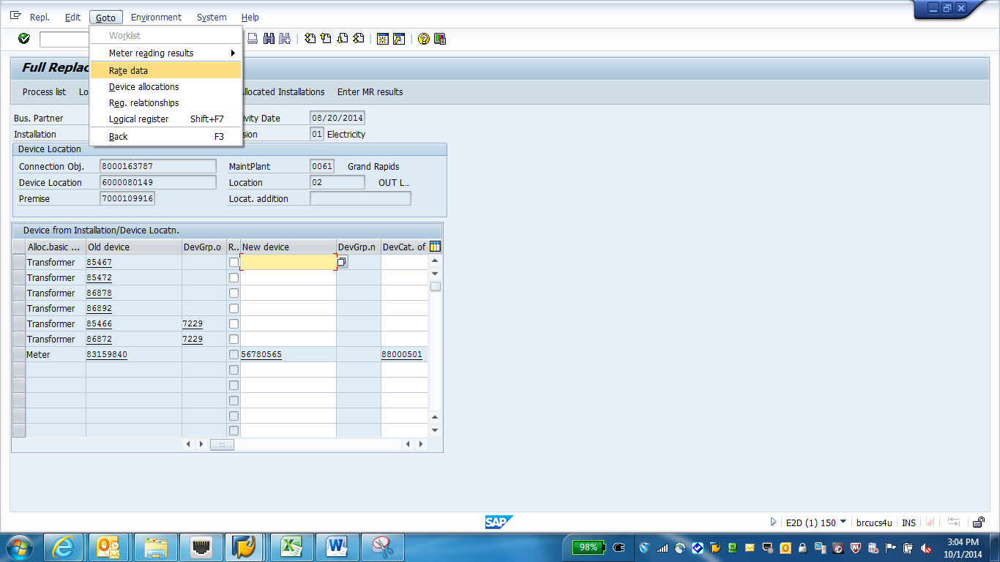 Repl. Edit Goto Environment System Help
Worklist
Meter reading results
Full Replac
Rate data
Device allocations
Process list Lo llocated Installations Enter MR results
Reg. relationships
Bus. Partner ivity Date 08/20/2014
Logical register Shift+F7
Installation sion 01 Electricity
Back F3
Device Location
Connection Obj. 8000163787 MaintPlant 0061 Grand Rapids
Device Location 6000080149 Location 02 OUT L...
Premise 7000109916 Locat. addition
Device from Installation/Device Locatn.
Alloc.basic ... Old device DevGrp.o R.. New device DevGrp.n DevCat. of
Transformer 85467
Transformer 85472
Transformer 86878
Transformer 86892
Transformer 85466 7229
Transformer 86872 7229
Meter 83159840 56780565 88000501
SAP
E2D (1) 150 brcucs4u INS
98%
3:04 PM
10/1/2014